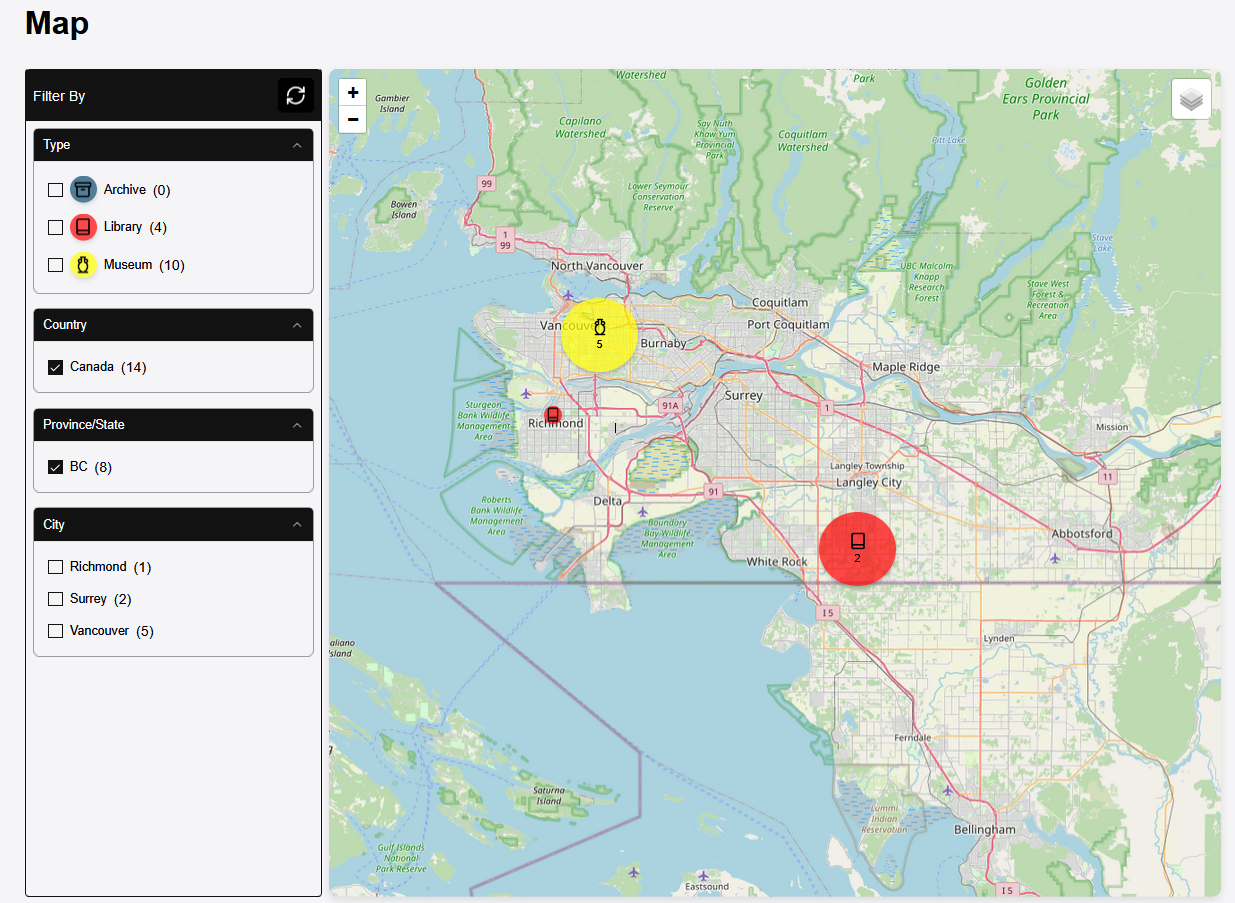 Map
Filter By
Type
Archive (0)
Library (4)
Museum (10)
Country
Canada (14)
Province/State
BC (8)
City
Richmond (1)
Surrey (2)
Vancouver (5)
+
−
Watershed
Park
Golden
Ears Provincial
Park
Gambier
Island
Capilano
Watershed
Say Nuth
Khaw Yum
Provincial
Park
Coquitlam
Watershed
Pitt Lake
99
Lower Seymour
Conservation
Reserve
Bowen
Island
1
99
Stave
Lake
North Vancouver
UBC Malcolm
Knapp
Research
Forest
Stave West
Forest &
Recreation
Area
Coquitlam
Port Coquitlam
Vancouve
5
Burnaby
Maple Ridge
Surrey
91A
1
Sturgeon
Bank Wildlife
Management
Area
Richmond
Mission
Langley Township
Langley City
11
91
Roberts
Bank Wildlife
Management
Area
Delta
Boundary
Bay Wildlife
Management
Area
Abbotsford
White Rock
2
I 5
Lynden
aliano
Island
Ferndale
Saturna
Island
Lummi
Indian
Reservation
Bellingham
Gulf Islands
National
Park Reserve
Eastsound
I 5